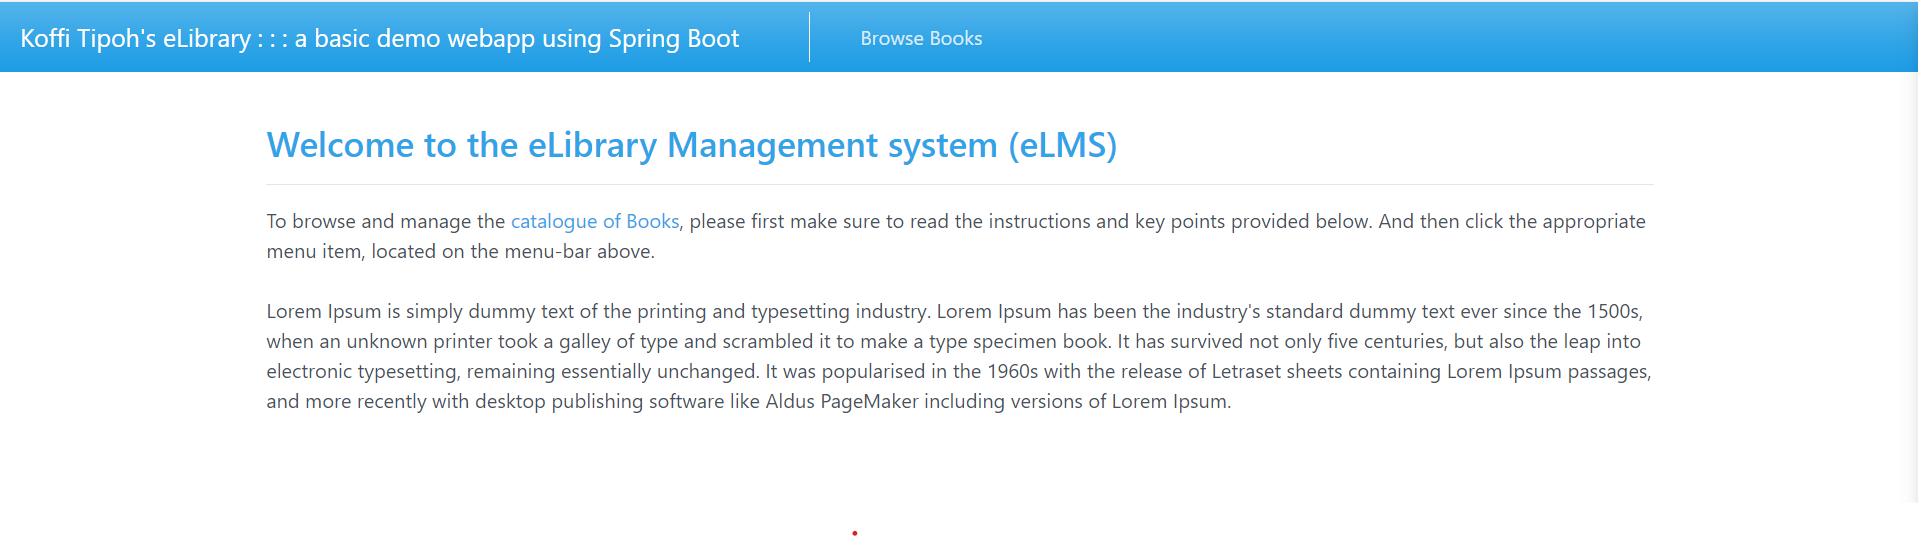 Koffi Tipoh's eLibrary : : : a basic demo webapp using Spring Boot
Browse Books
Welcome to the eLibrary Management system (eLMS)
To browse and manage the catalogue of Books, please first make sure to read the instructions and key points provided below. And then click the appropriate
menu item, located on the menu-bar above.
Lorem Ipsum is simply dummy text of the printing and typesetting industry. Lorem Ipsum has been the industry's standard dummy text ever since the 1500s,
when an unknown printer took a galley of type and scrambled it to make a type specimen book. It has survived not only five centuries, but also the leap into
electronic typesetting, remaining essentially unchanged. It was popularised in the 1960s with the release of Letraset sheets containing Lorem Ipsum passages,
and more recently with desktop publishing software like Aldus PageMaker including versions of Lorem Ipsum.